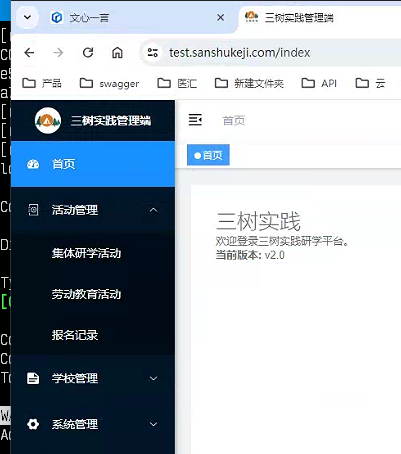 文心一言
三树实践管理端
test.sanshukeji.com/index
产品
swagger
医汇
新建文件夹
API
云
三树实践管理端
首页
首页
首页
活动管理
三树实践
欢迎登录三树实践研学平台。
当前版本: v2.0
集体研学活动
劳动教育活动
报名记录
学校管理
系统管理